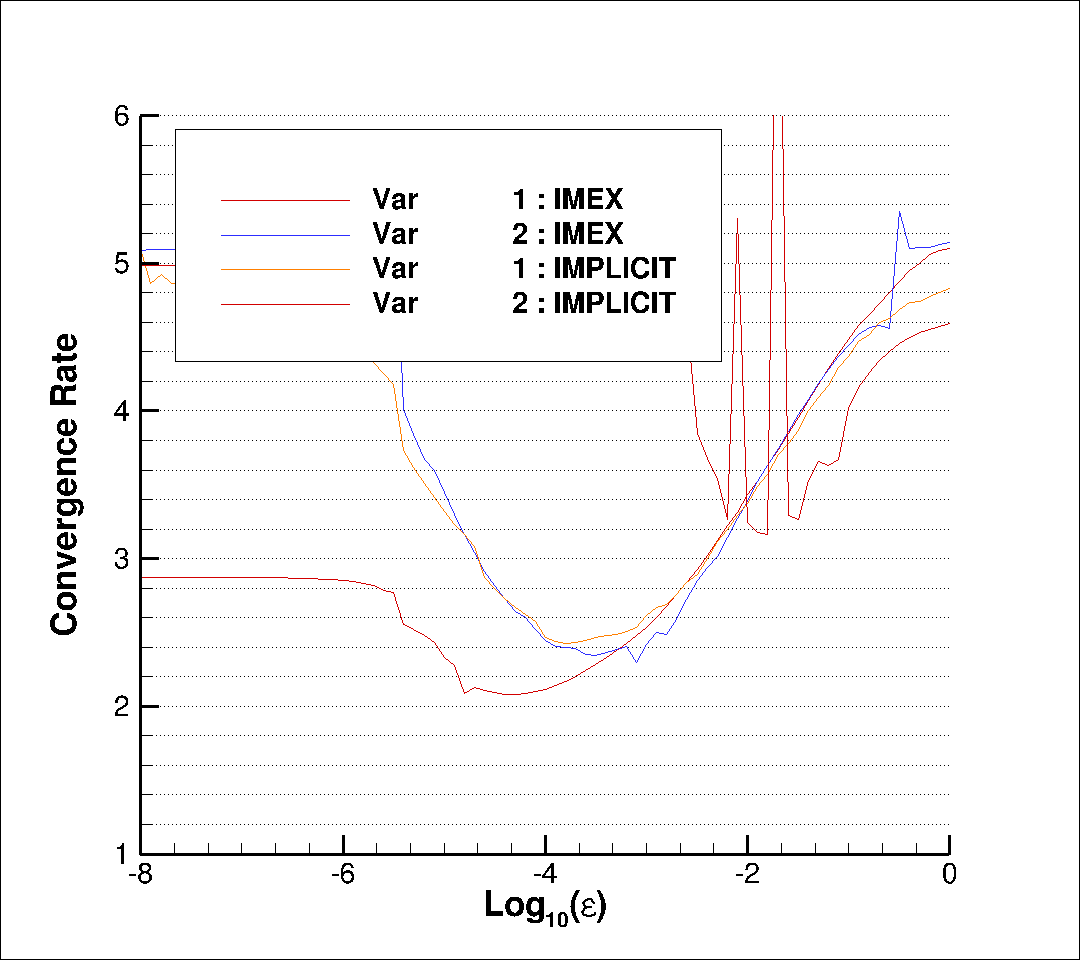 6
5
4
3
2
1
Convergence Rate
Var 1 : IMEX
Var 2 : IMEX
Var 1 : IMPLICIT
Var 2 : IMPLICIT
-8 -6 -4 -2 0
Log10(ε)